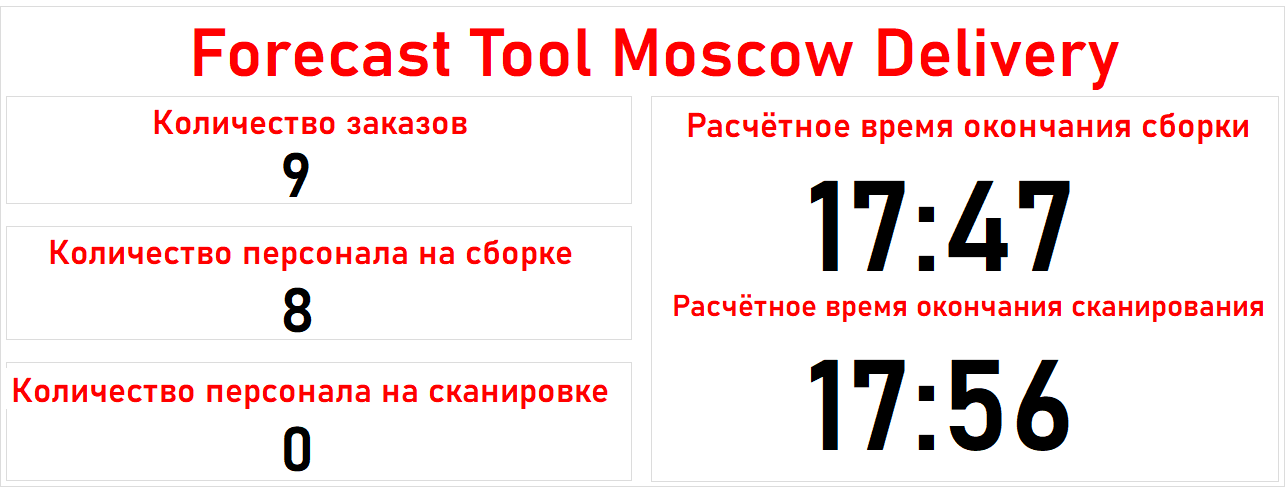 Forecast Tool Moscow Delivery
Количество заказов
9
Количество персонала на сборке
8
Количество персонала на сканировке
0
Расчётное время окончания сборки
17:47
Расчётное время окончания сканирования
17:56